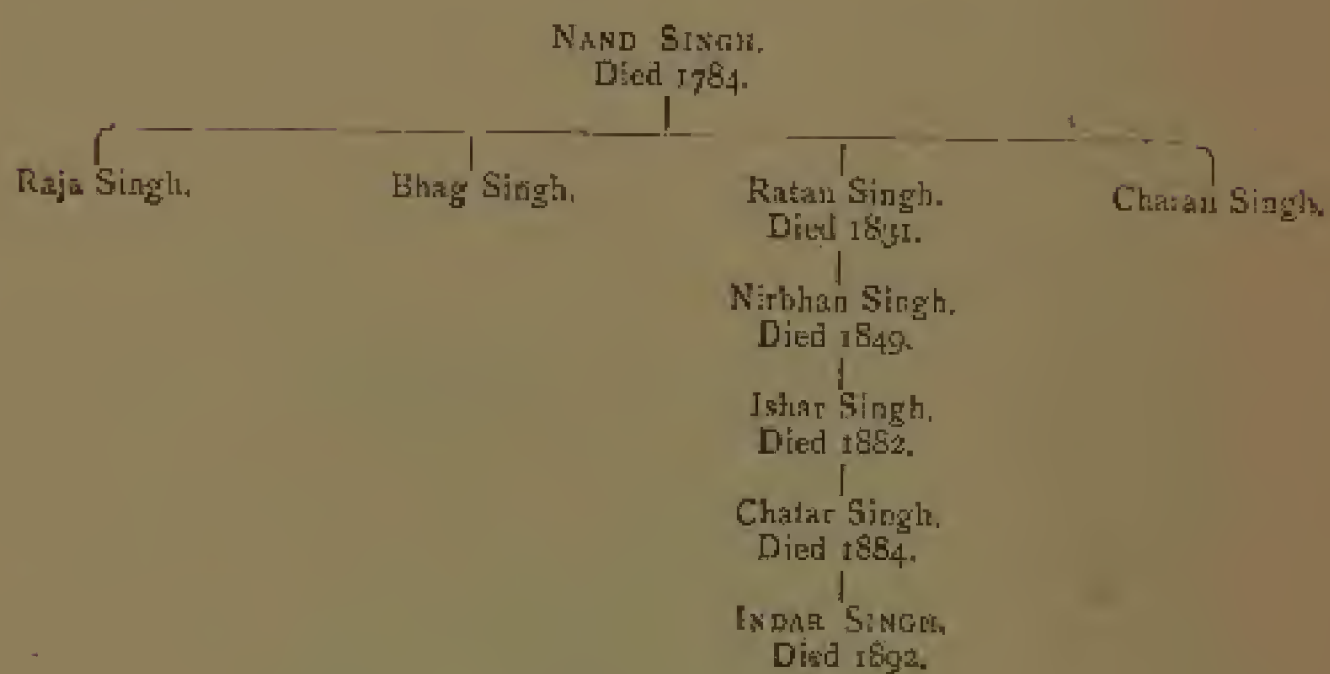 NAND SINGH.
Died 1784.
Raja Singh.
Bhag Singh.
Ratan Singh.
Charan Singh.
Died
Nirbhan Singh.
Died 1849.
Ishar Singh.
Died 1882.
Chatar Singh.
Died 1884.
INDAR SINGH.
Died 1892.